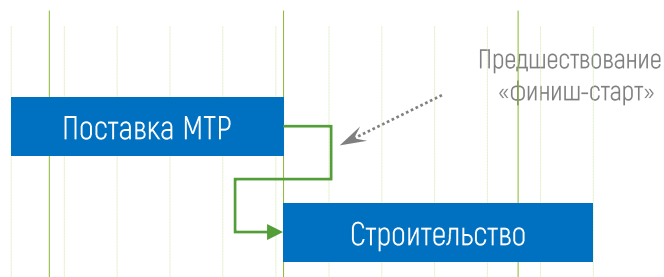 Предшествование
«финиш-старт»
Поставка МТР
Строительство